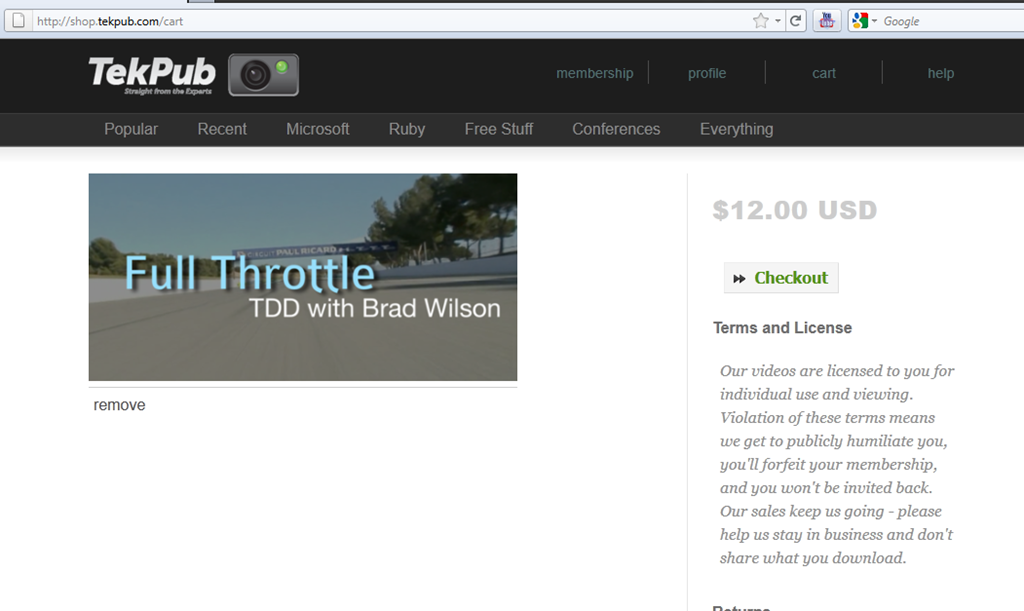 http://shop.tekpub.com/cart
Google
TekPub
Straight from the Experts
membership
profile
cart
help
Popular
Recent
Microsoft
Ruby
Free Stuff
Conferences
Everything
PAUL RICARD
Full Throttle
TDD with Brad Wilson
remove
$12.00 USD
Checkout
Terms and License
Our videos are licensed to you for
individual use and viewing.
Violation of these terms means
we get to publicly humiliate you,
you'll forfeit your membership,
and you won't be invited back.
Our sales keep us going - please
help us stay in business and don't
share what you download.
Returns